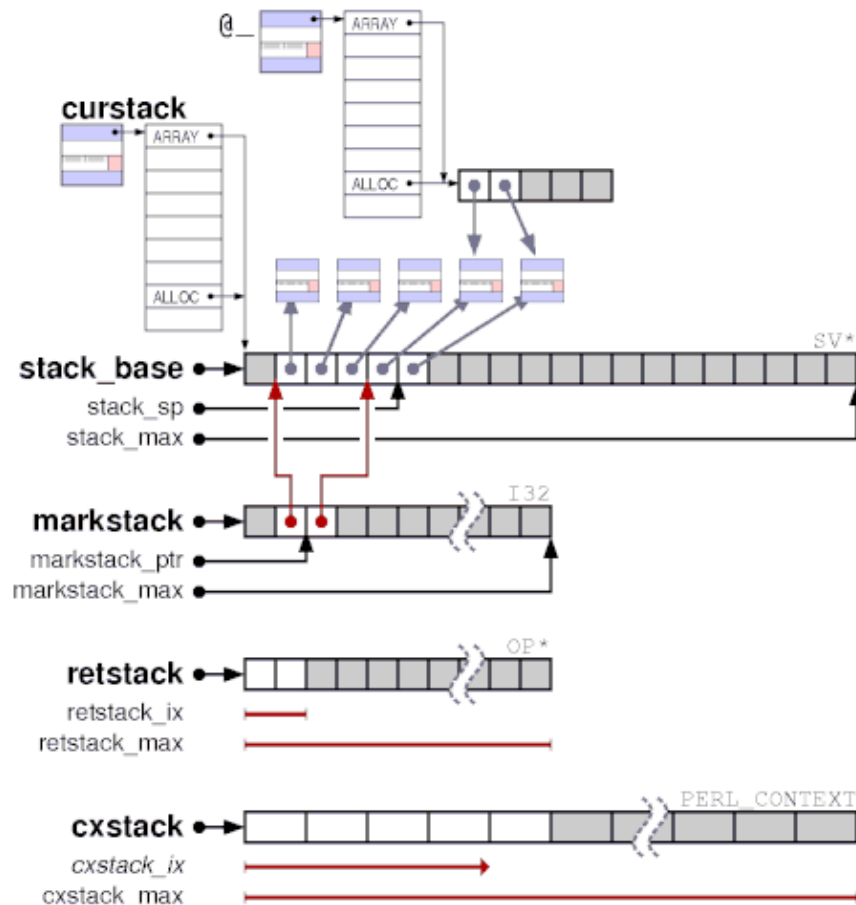 @_
ARRAY
curstack
ARRAY
ALLOC
ALLOC
SV*
stack_base
stack_sp
stack_max
I32
markstack
markstack_ptr
markstack_max
OP*
retstack
retstack_ix
retstack_max
PERL_CONTEXT
cxstack
cxstack_ix
cxstack_max